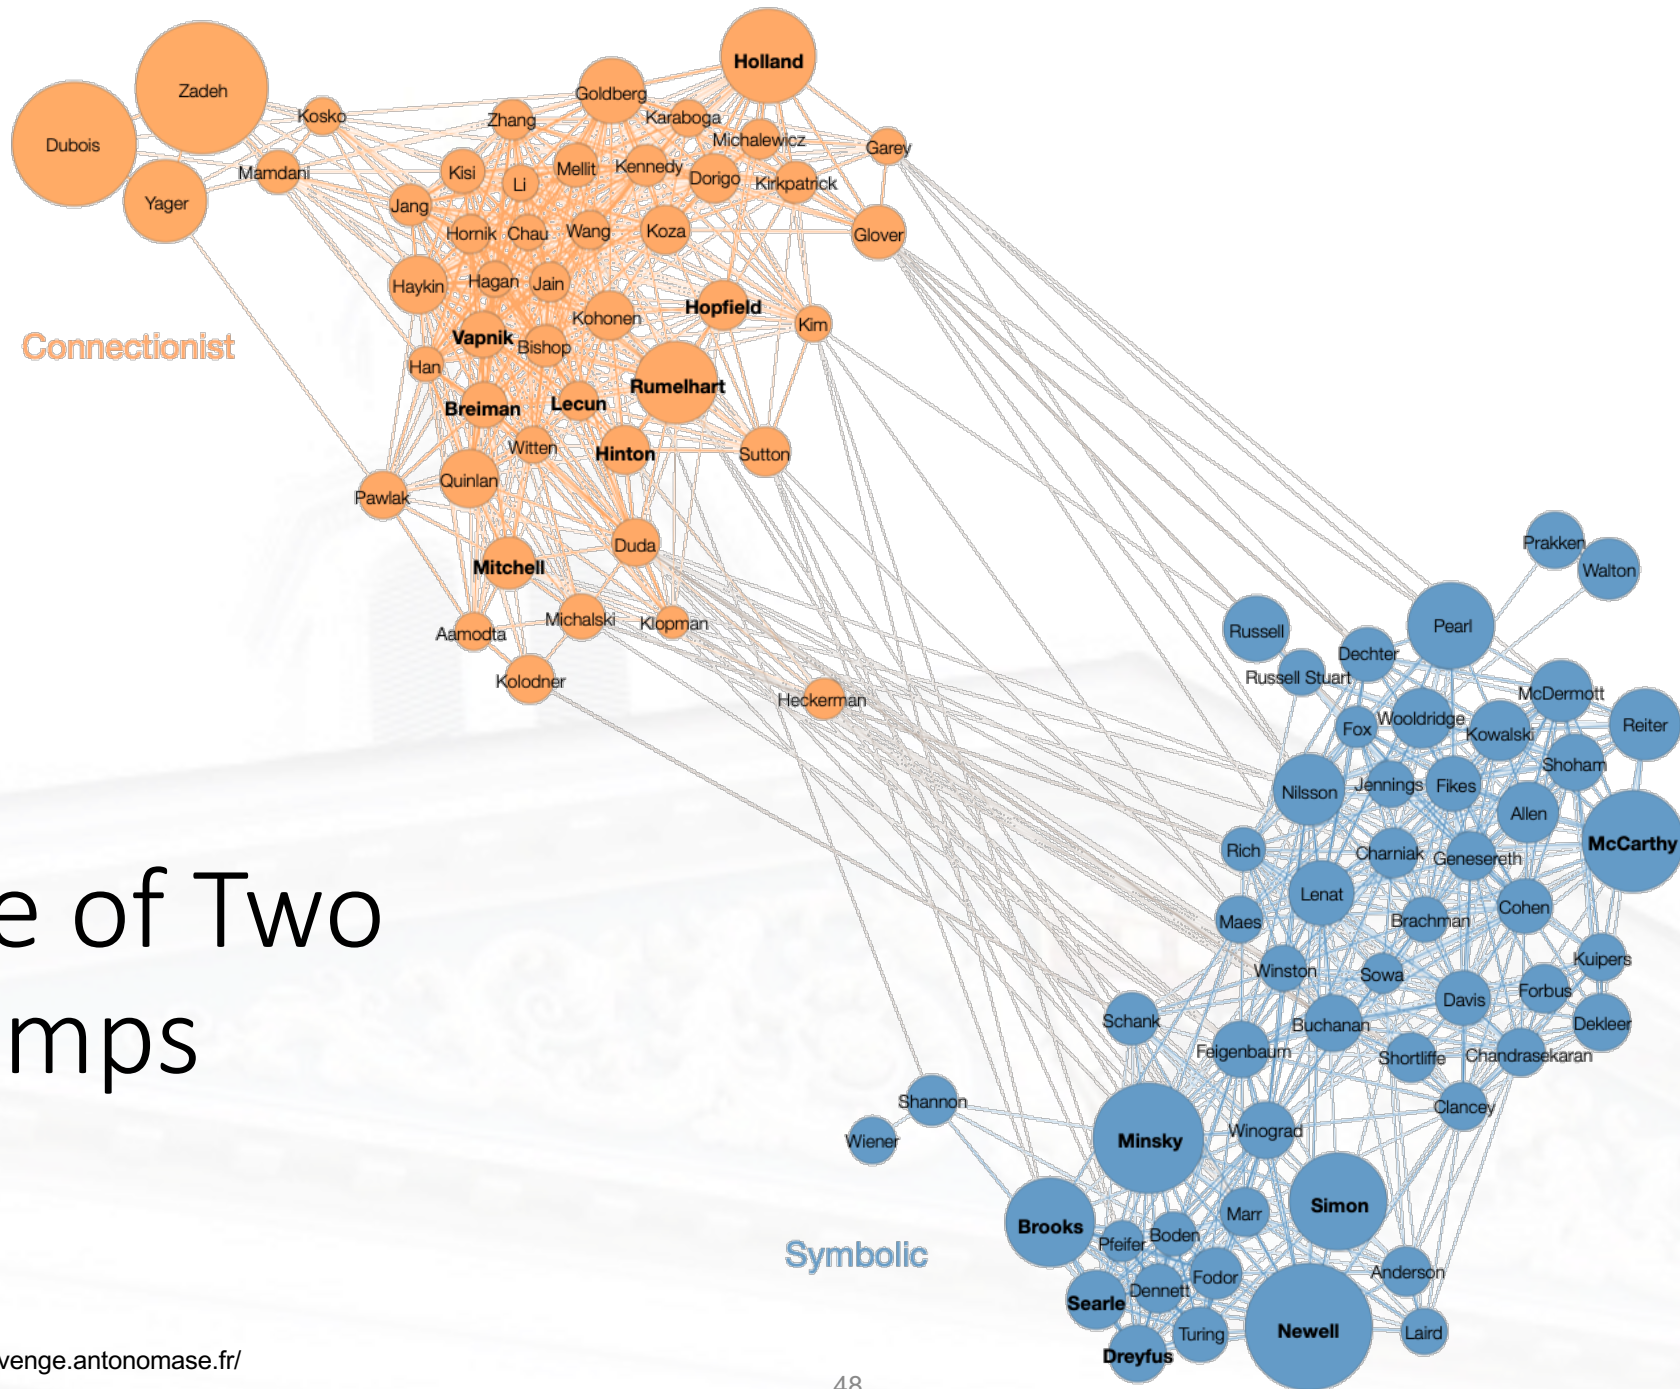 Holland
Zadeh
Goldberg
Kosko
Zhang
Karaboga
Dubois
Michalewicz
Garey
Mamdani
Kisi
Li
Mellit
Kennedy
Dorigo
Kirkpatrick
Yager
Jang
Hornik
Chau
Wang
Koza
Glover
Haykin
Hagan
Jain
Kohonen
Hopfield
Kim
Connectionist
Vapnik
Bishop
Han
Rumelhart
Breiman
Lecun
Witten
Hinton
Sutton
Quinlan
Pawlak
Duda
Mitchell
Prakken
Walton
Aamodta
Michalski
Klopman
Russell
Pearl
Kolodner
Heckerman
Dechter
Russell Stuart
McDermott
Fox
Wooldridge
Kowalski
Reiter
Shoham
Nilsson
Jennings
Fikes
Allen
McCarthy
Rich
Charniak
Genesereth
e of Two
Lenat
Maes
Brachman
Cohen
Winston
Sowa
Kuipers
mps
Schank
Buchanan
Davis
Forbus
Dekleer
Feigenbaum
Shortliffe
Chandrasekaran
Shannon
Clancey
Wiener
Minsky
Winograd
Simon
Brooks
Marr
Pfeifer
Boden
Symbolic
Fodor
Anderson
Searle
Dennett
Turing
Newell
Laird
Dreyfus
venge.antonomase.fr/
48